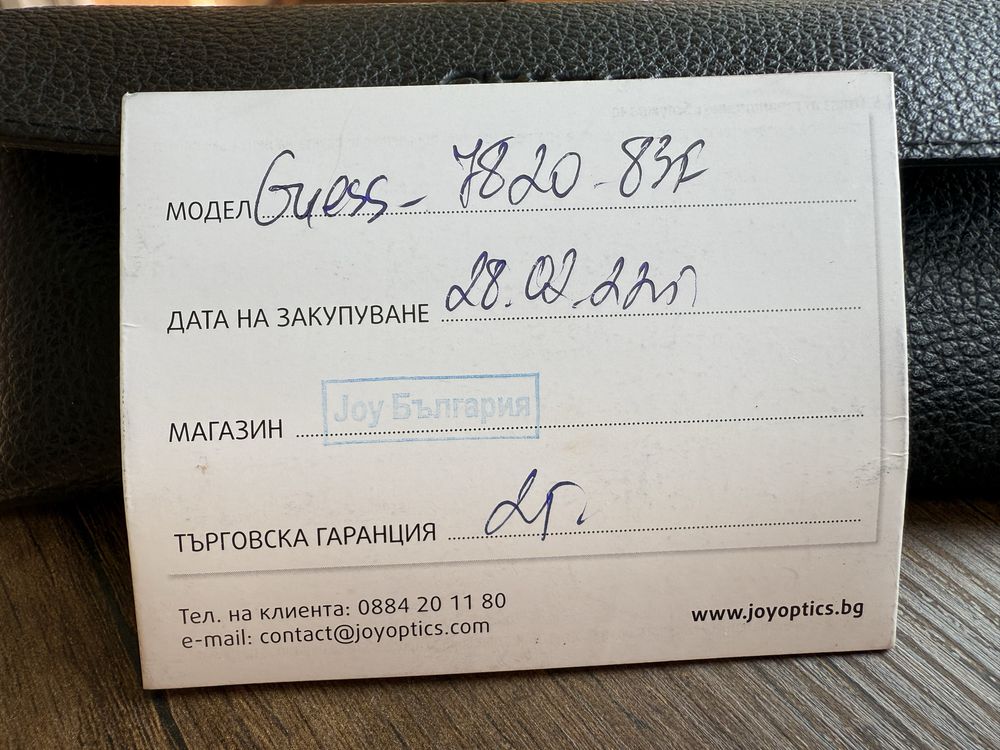 МОДЕЛ Guess - 7820 - 83F
ДАТА НА ЗАКУПУВАНЕ 28.02.22г
МАГАЗИН Joy България
ТЪРГОВСКА ГАРАНЦИЯ 2г.
Тел. на клиента: 0884 20 11 80
e-mail: contact@joyoptics.com
www.joyoptics.bg